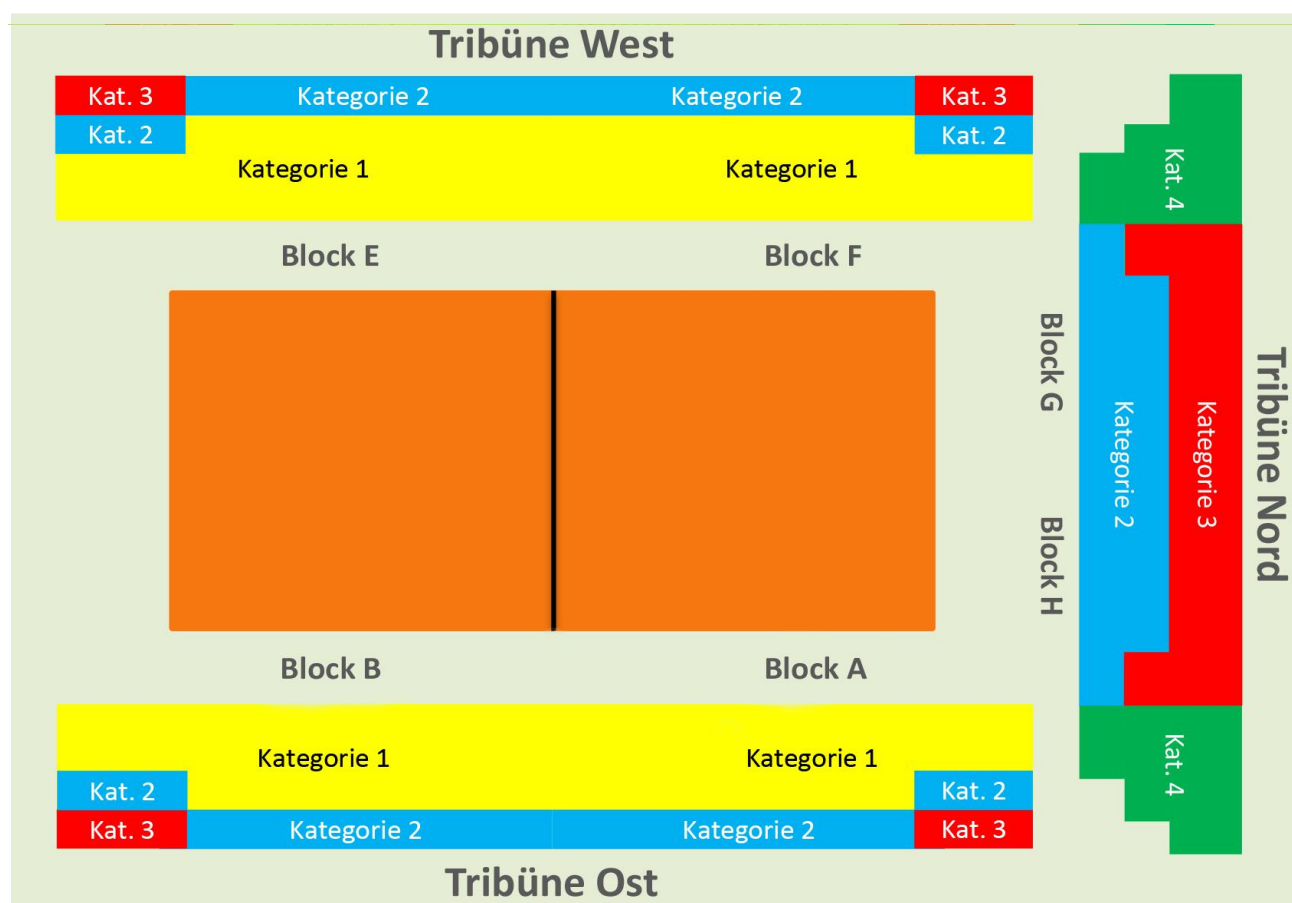 Tribüne West
Kat. 3
Kategorie 2
Kategorie 2
Kat. 3
Kat. 2
Kat. 2
Kategorie 1
Kategorie 1
Kat. 4
Block E
Block F
Block G
Kategorie 2
Kategorie 3
Tribüne Nord
Block H
Block B
Block A
Kategorie 1
Kategorie 1
Kat. 4
Kat. 2
Kat. 2
Kat. 3
Kategorie 2
Kategorie 2
Kat. 3
Tribüne Ost